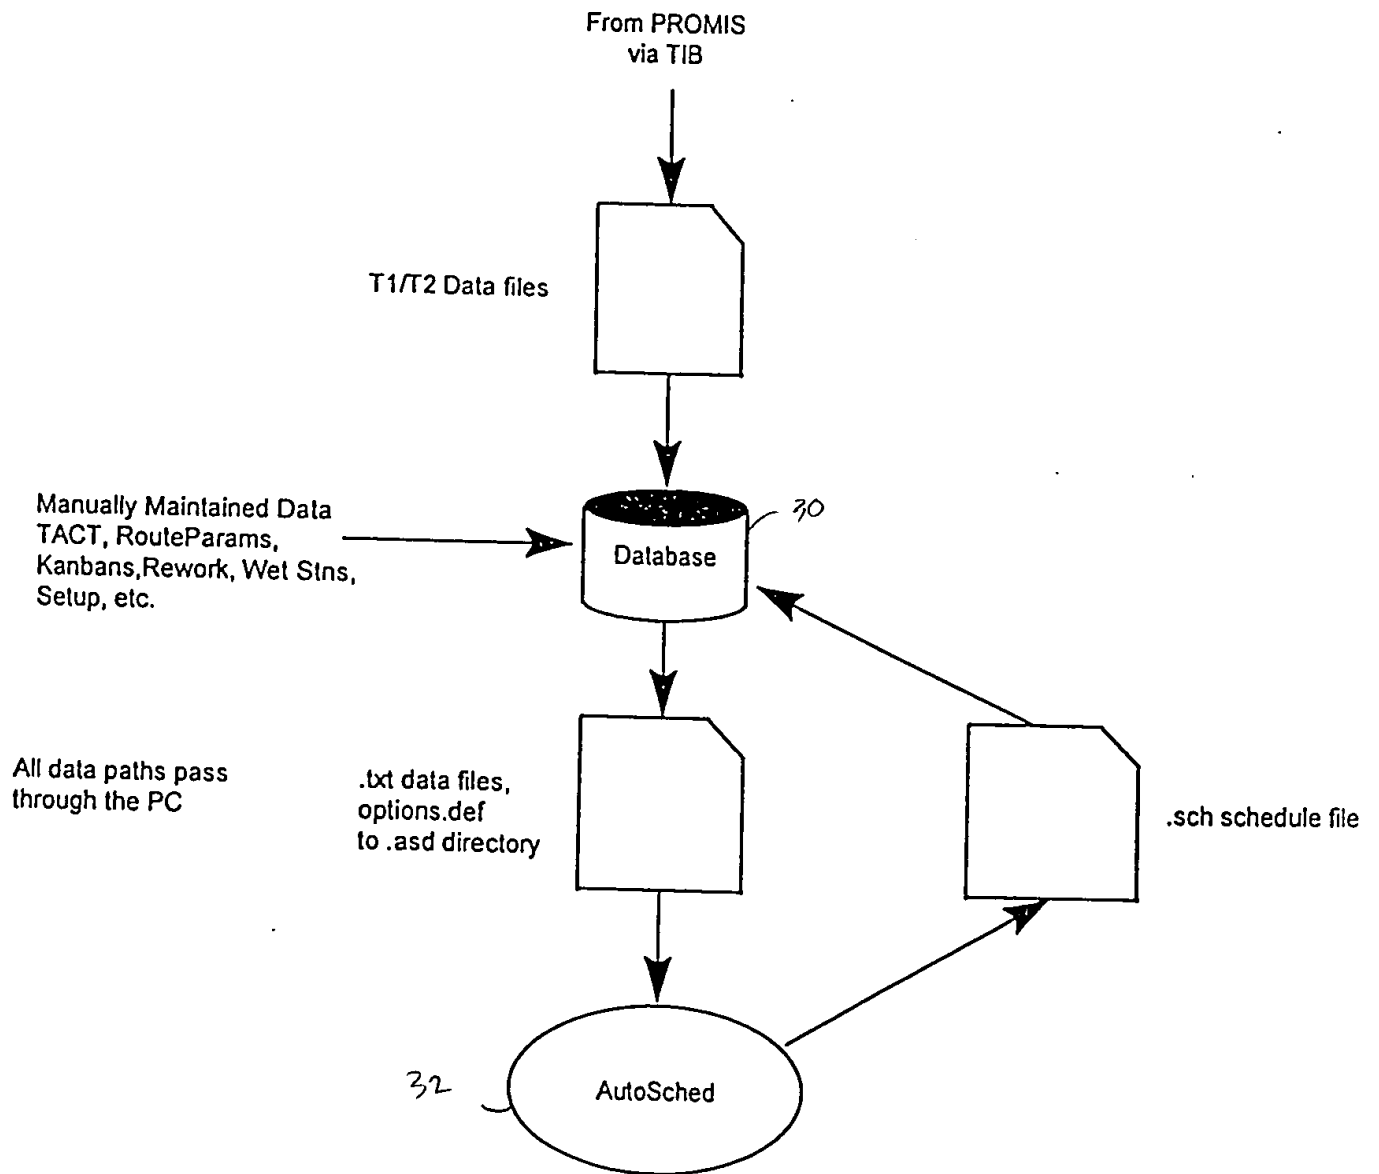 From PROMIS
via TIB
T1/T2 Data files
Manually Maintained Data
TACT, RouteParams,
Kanbans,Rework, Wet Stns,
Setup, etc.
30
Database
All data paths pass
through the PC
.txt data files,
options.def
to .asd directory
.sch schedule file
32
AutoSched